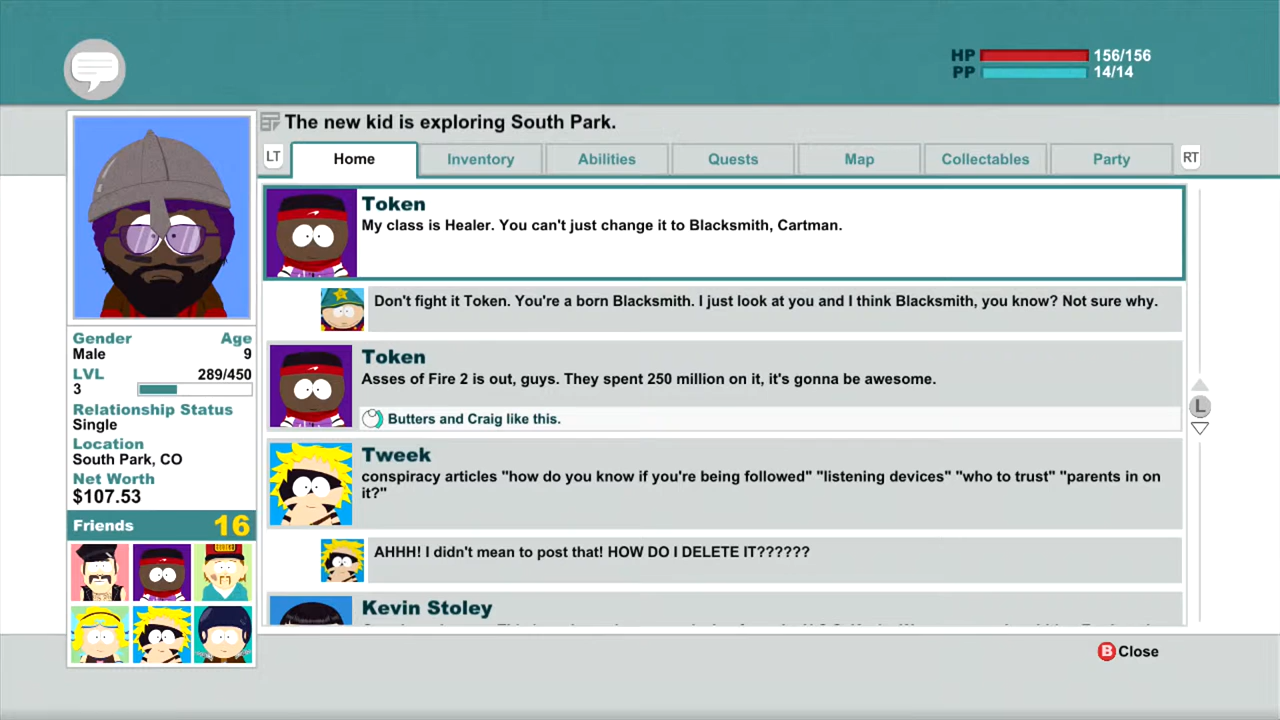 HP 156/156
PP 14/14
The new kid is exploring South Park.
LT Home Inventory Abilities Quests Map Collectables Party RT
Gender Age
Male 9
LVL 289/450
3
Relationship Status
Single
Location
South Park, CO
Net Worth
$107.53
Friends 16
Token
My class is Healer. You can't just change it to Blacksmith, Cartman.
Don't fight it Token. You're a born Blacksmith. I just look at you and I think Blacksmith, you know? Not sure why.
Token
Asses of Fire 2 is out, guys. They spent 250 million on it, it's gonna be awesome.
Butters and Craig like this.
Tweek
conspiracy articles "how do you know if you're being followed" "listening devices" "who to trust" "parents in on
it?"
AHHH! I didn't mean to post that! HOW DO I DELETE IT??????
Kevin Stoley
L
B Close